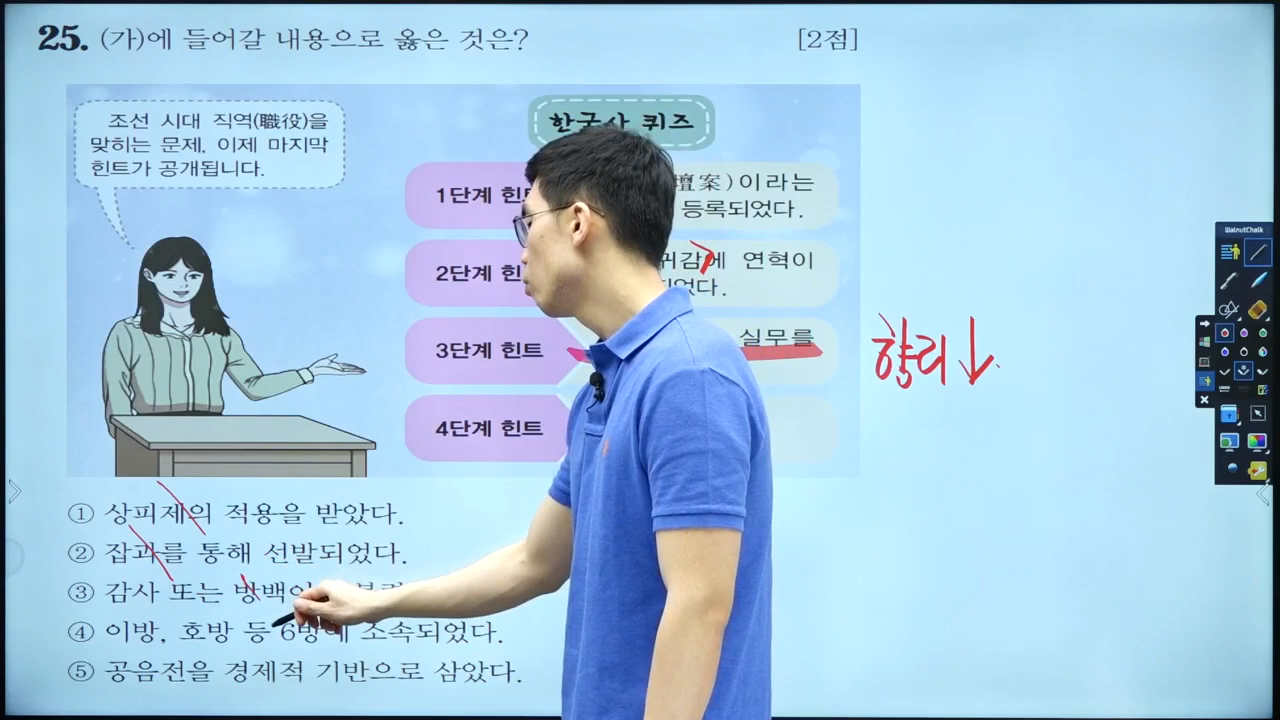 25. (가)에 들어갈 내용으로 옳은 것은? [2점]
조선 시대 직역(職役)을
맞히는 문제, 이제 마지막
힌트가 공개됩니다.
한국사 퀴즈
1단계 힌트
壇案)이라는
등록되었다.
2단계 힌
귀감에 연혁이
되었다.
3단계 힌트
실무를
4단계 힌트
향리↓
① 상피제의 적용을 받았다.
② 잡과를 통해 선발되었다.
③ 감사 또는 방백이
④ 이방, 호방 등 6방에 소속되었다.
⑤ 공음전을 경제적 기반으로 삼았다.
WalnutChalk